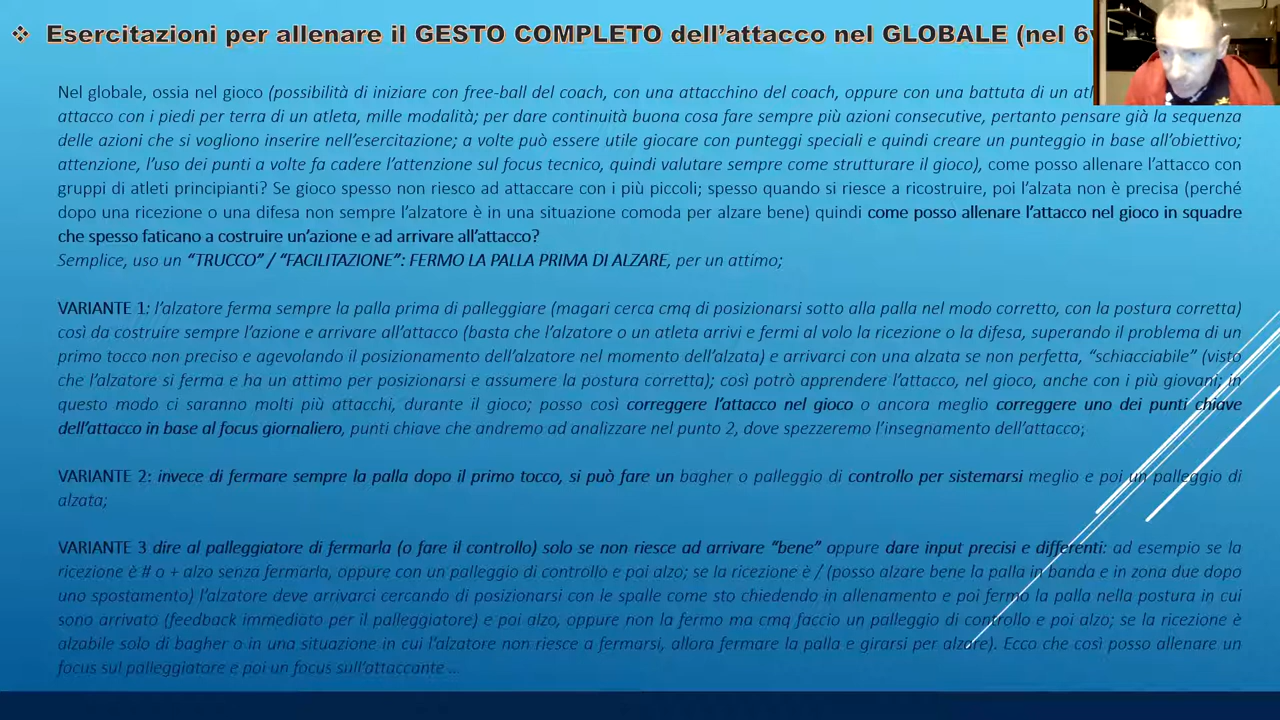 ❖ Esercitazioni per allenare il GESTO COMPLETO dell'attacco nel GLOBALE (nel 6
Nel globale, ossia nel gioco (possibilità di iniziare con free-ball del coach, con una attacchino del coach, oppure con una battuta di un
attacco con i piedi per terra di un atleta, mille modalità; per dare continuità buona cosa fare sempre più azioni consecutive, pertanto pensare già la sequenza
delle azioni che si vogliono inserire nell'esercitazione; a volte può essere utile giocare con punteggi speciali e quindi creare un punteggio in base all'obiettivo;
attenzione, l'uso dei punti a volte fa cadere l'attenzione sul focus tecnico, quindi valutare sempre come strutturare il gioco), come posso allenare l'attacco con
gruppi di atleti principianti? Se gioco spesso non riesco ad attaccare con i più piccoli; spesso quando si riesce a ricostruire, poi l'alzata non è precisa (perché
dopo una ricezione o una difesa non sempre l'alzatore è in una situazione comoda per alzare bene) quindi come posso allenare l'attacco nel gioco in squadre
che spesso faticano a costruire un'azione e ad arrivare all'attacco?
Semplice, uso un "TRUCCO" / "FACILITAZIONE": FERMO LA PALLA PRIMA DI ALZARE, per un attimo;
VARIANTE 1: l'alzatore ferma sempre la palla prima di palleggiare (magari cerca cmq di posizionarsi sotto alla palla nel modo corretto, con la postura corretta)
così da costruire sempre l'azione e arrivare all'attacco (basta che l'alzatore o un atleta arrivi e fermi al volo la ricezione o la difesa, superando il problema di un
primo tocco non preciso e agevolando il posizionamento dell'alzatore nel momento dell'alzata) e arrivarci con una alzata se non perfetta, "schiacciabile" (visto
che l'alzatore si ferma e ha un attimo per posizionarsi e assumere la postura corretta); così potrò apprendere l'attacco, nel gioco, anche con i più giovani; in
questo modo ci saranno molti più attacchi, durante il gioco; posso così correggere l'attacco nel gioco o ancora meglio correggere uno dei punti chiave
dell'attacco in base al focus giornaliero, punti chiave che andremo ad analizzare nel punto 2, dove spezzeremo l'insegnamento dell'attacco;
VARIANTE 2: invece di fermare sempre la palla dopo il primo tocco, si può fare un bagher o palleggio di controllo per sistemarsi meglio e poi un palleggio di
alzata;
VARIANTE 3 dire al palleggiatore di fermarla (o fare il controllo) solo se non riesce ad arrivare "bene" oppure dare input precisi e differenti: ad esempio se la
ricezione è # o + alzo senza fermarla, oppure con un palleggio di controllo e poi alzo; se la ricezione è / (posso alzare bene la palla in banda e in zona due dopo
uno spostamento) l'alzatore deve arrivarci cercando di posizionarsi con le spalle come sto chiedendo in allenamento e poi fermo la palla nella postura in cui
sono arrivato (feedback immediato per il palleggiatore) e poi alzo, oppure non la fermo ma cmq faccio un palleggio di controllo e poi alzo; se la ricezione è
alzabile solo di bagher o in una situazione in cui l'alzatore non riesce a fermarsi, allora fermare la palla e girarsi per alzare). Ecco che così posso allenare un
focus sul palleggiatore e poi un focus sull'attaccante ...